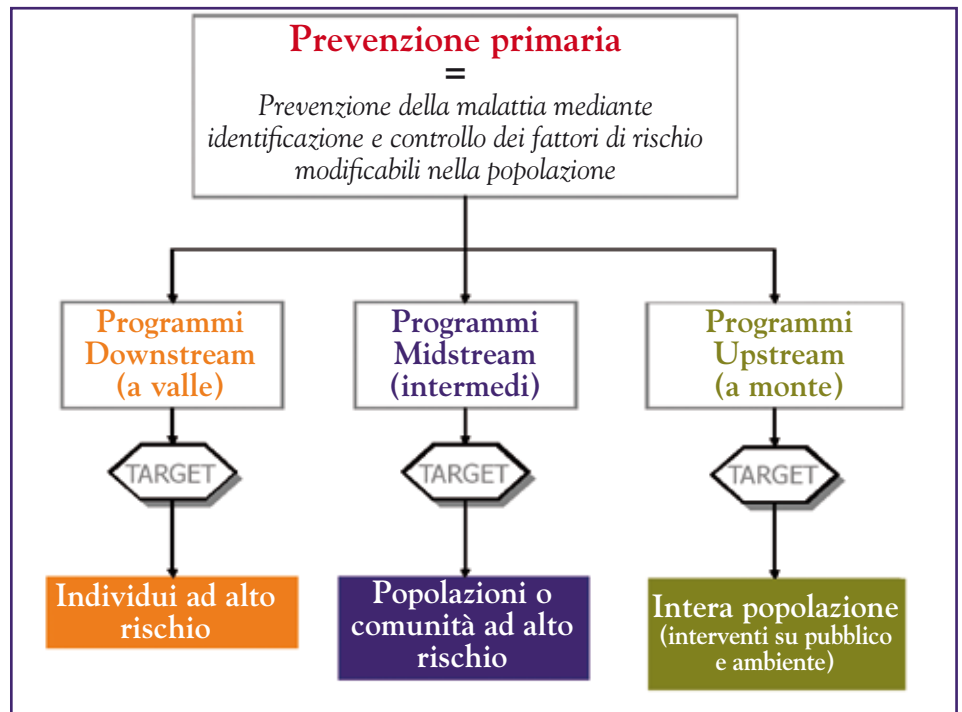 Prevenzione primaria
=
Prevenzione della malattia mediante
identificazione e controllo dei fattori di rischio
modificabili nella popolazione
Programmi
Downstream
(a valle)
Programmi
Midstream
(intermedi)
Programmi
Upstream
(a monte)
TARGET
TARGET
TARGET
Individui ad alto
rischio
Popolazioni o
comunità ad alto
rischio
Intera popolazione
(interventi su pubblico
e ambiente)